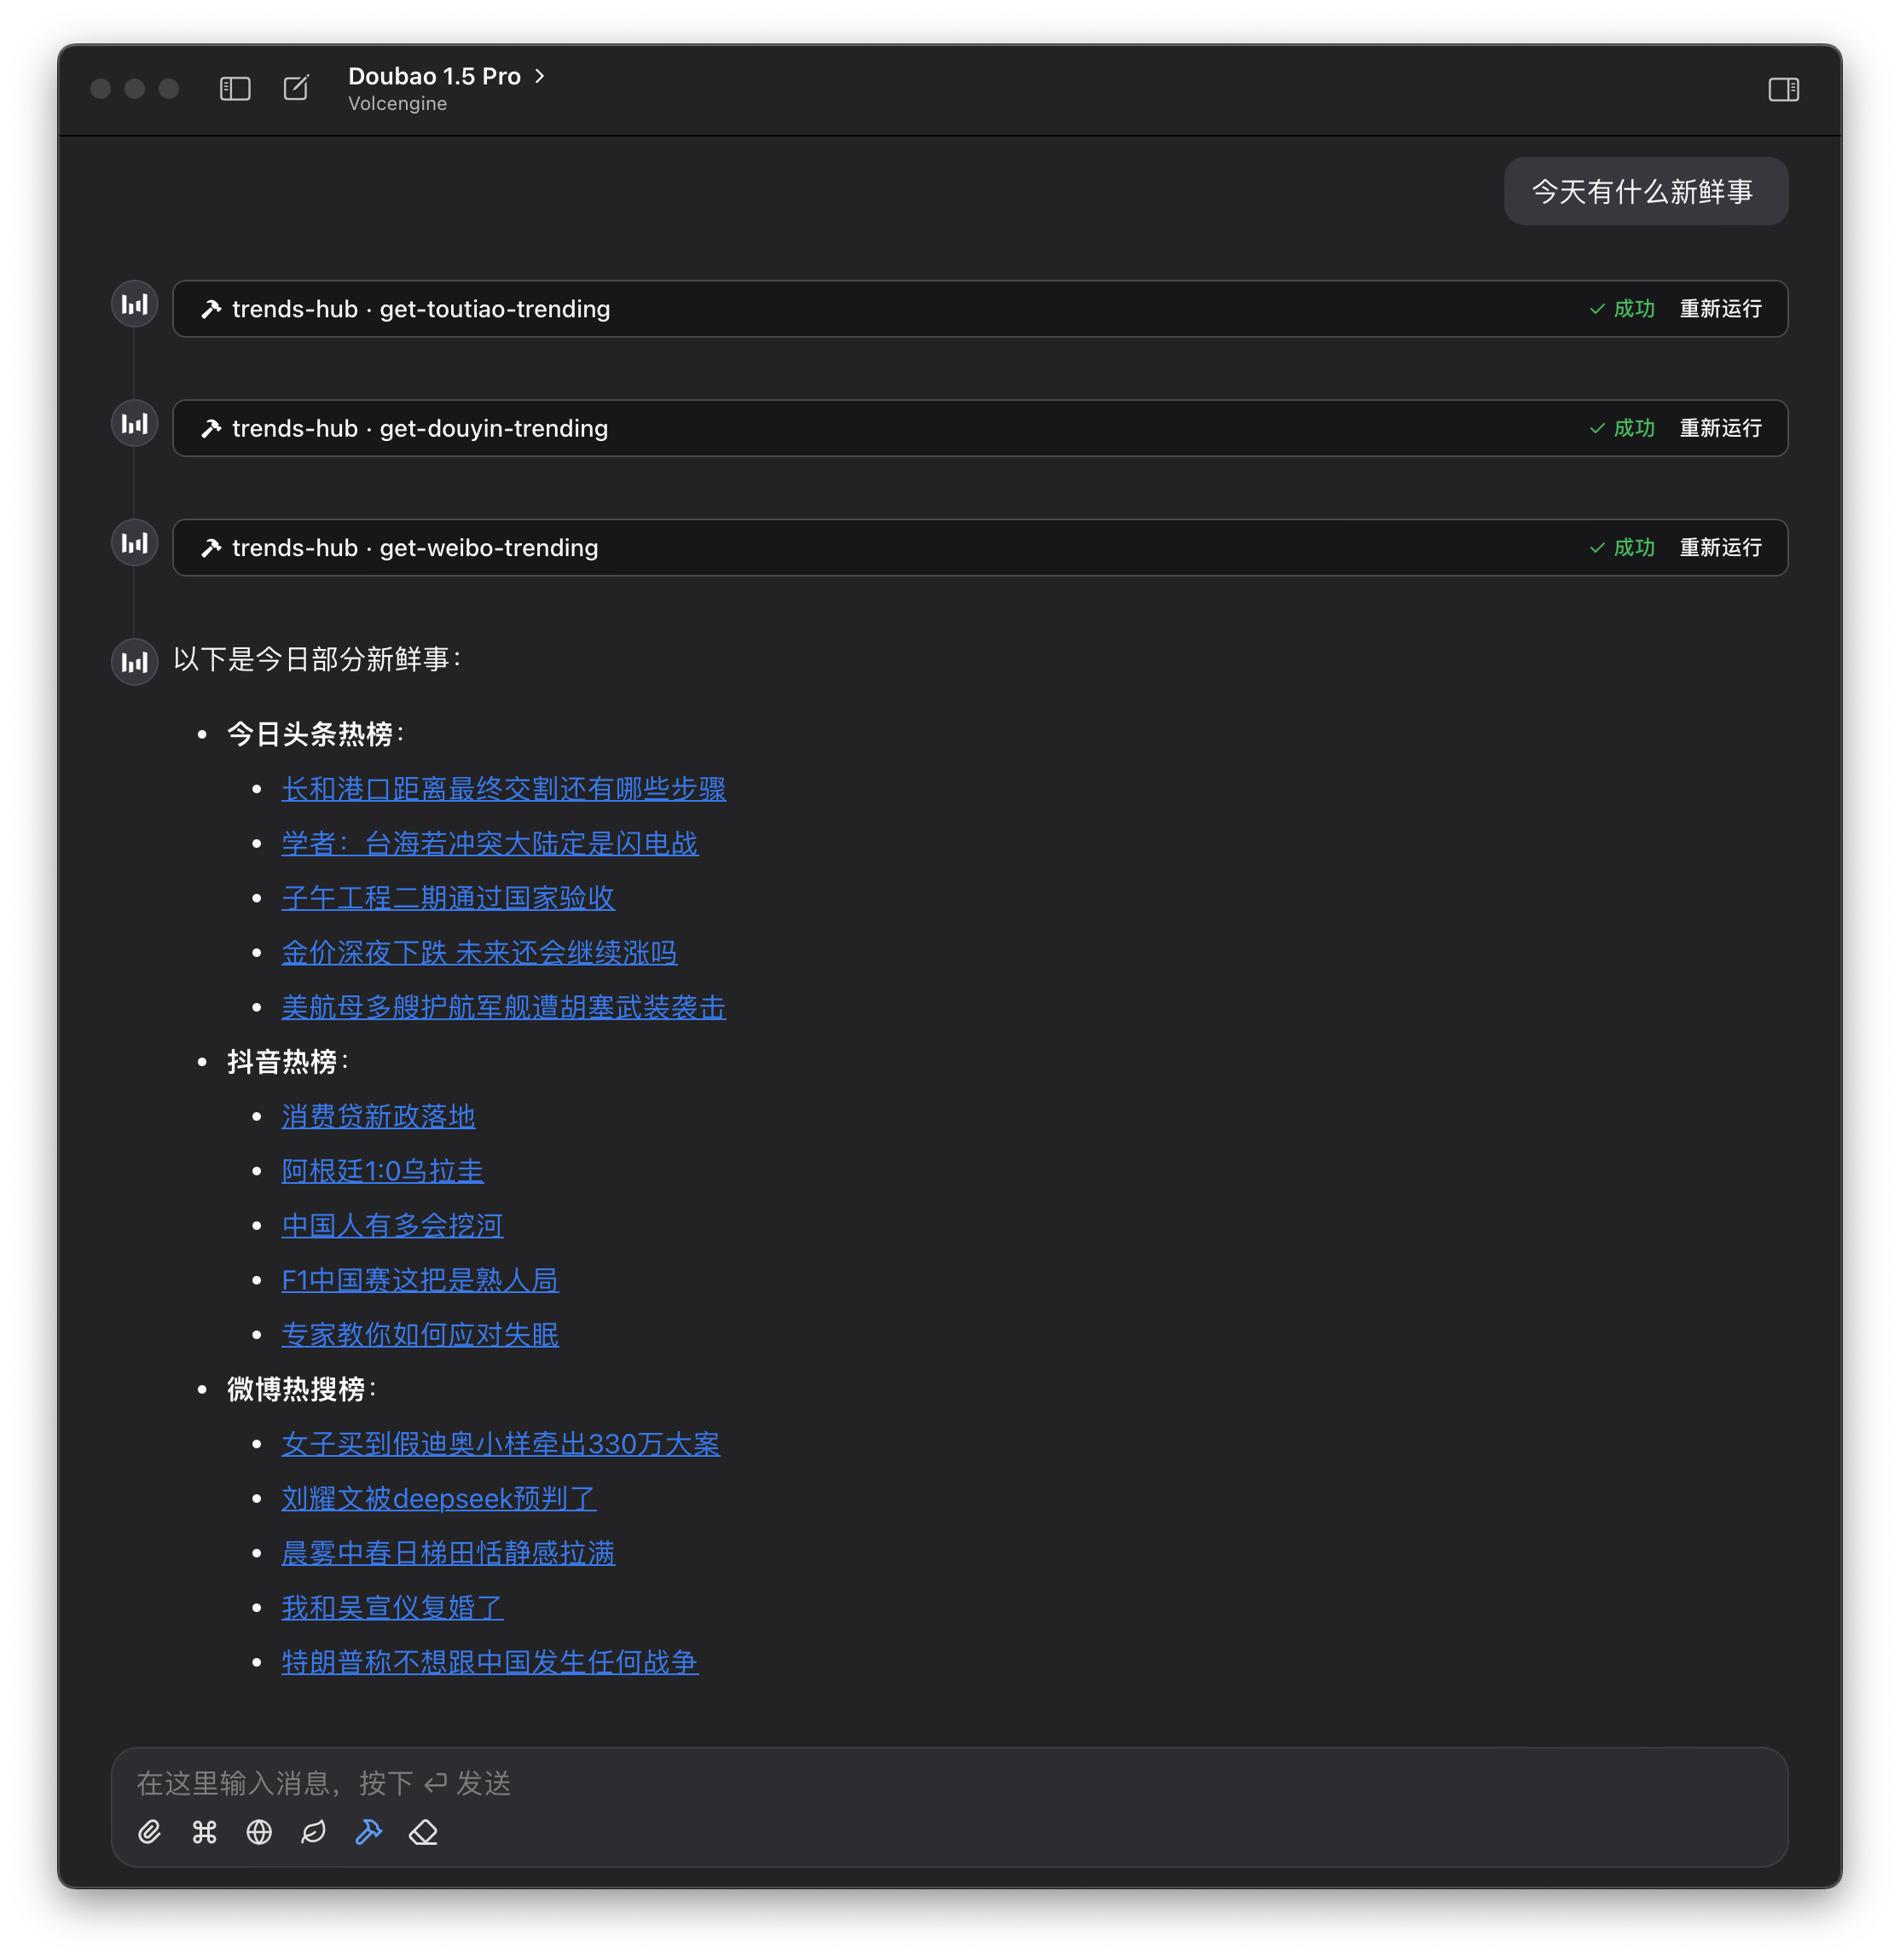 Doubao 1.5 Pro
Volcengine
今天有什么新鲜事
trends-hub · get-toutiao-trending 成功 重新运行
trends-hub · get-douyin-trending 成功 重新运行
trends-hub · get-weibo-trending 成功 重新运行
以下是今日部分新鲜事：
今日头条热榜：
长和港口距离最终交割还有哪些步骤
学者：台海若冲突大陆定是闪电战
子午工程二期通过国家验收
金价深夜下跌 未来还会继续涨吗
美航母多艘护航军舰遭胡塞武装袭击
抖音热榜：
消费贷新政落地
阿根廷1:0乌拉圭
中国人有多会挖河
F1中国赛这把是熟人局
专家教你如何应对失眠
微博热搜榜：
女子买到假迪奥小样牵出330万大案
刘耀文被deepseek预判了
晨雾中春日梯田恬静感拉满
我和吴宣仪复婚了
特朗普称不想跟中国发生任何战争
在这里输入消息，按下 ⏎ 发送